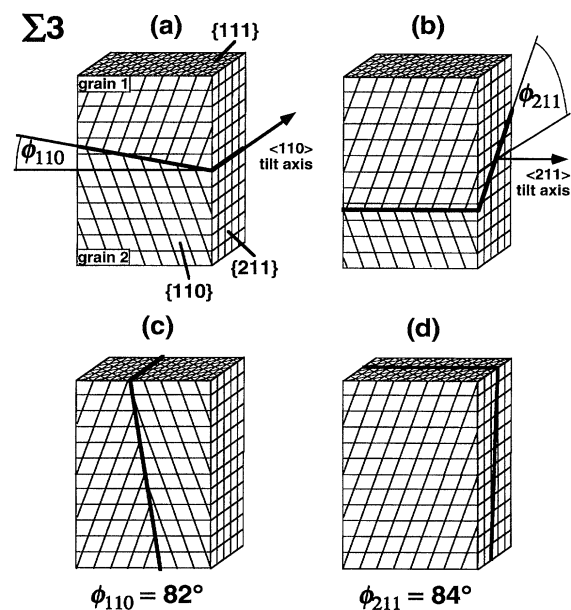 Σ3
(a)
{111}
(b)
grain 1
ϕ110
<110>
tilt axis
ϕ211
<211>
tilt axis
grain 2
{110}
{211}
(c)
(d)
ϕ110 = 82°
ϕ211 = 84°